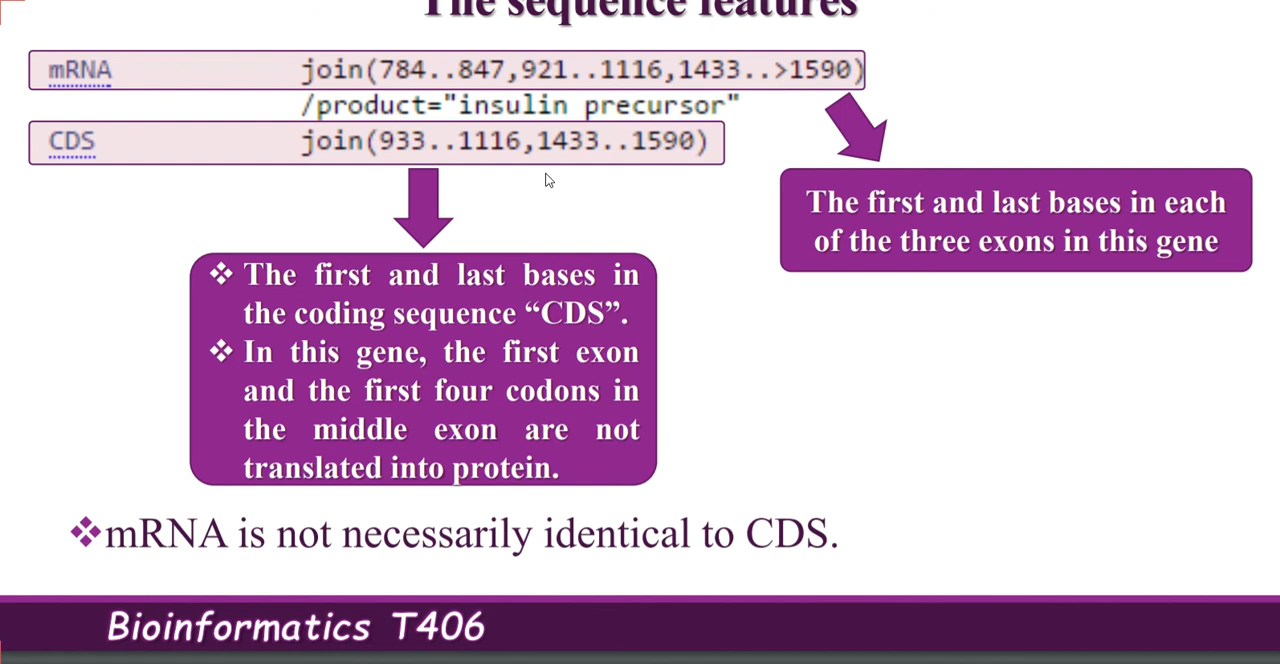 The sequence features
mRNA join(784..847,921..1116,1433..>1590)
/product="insulin precursor"
CDS join(933..1116,1433..1590)
The first and last bases in each
of the three exons in this gene
❖ The first and last bases in
the coding sequence “CDS”.
❖ In this gene, the first exon
and the first four codons in
the middle exon are not
translated into protein.
❖mRNA is not necessarily identical to CDS.
Bioinformatics T406